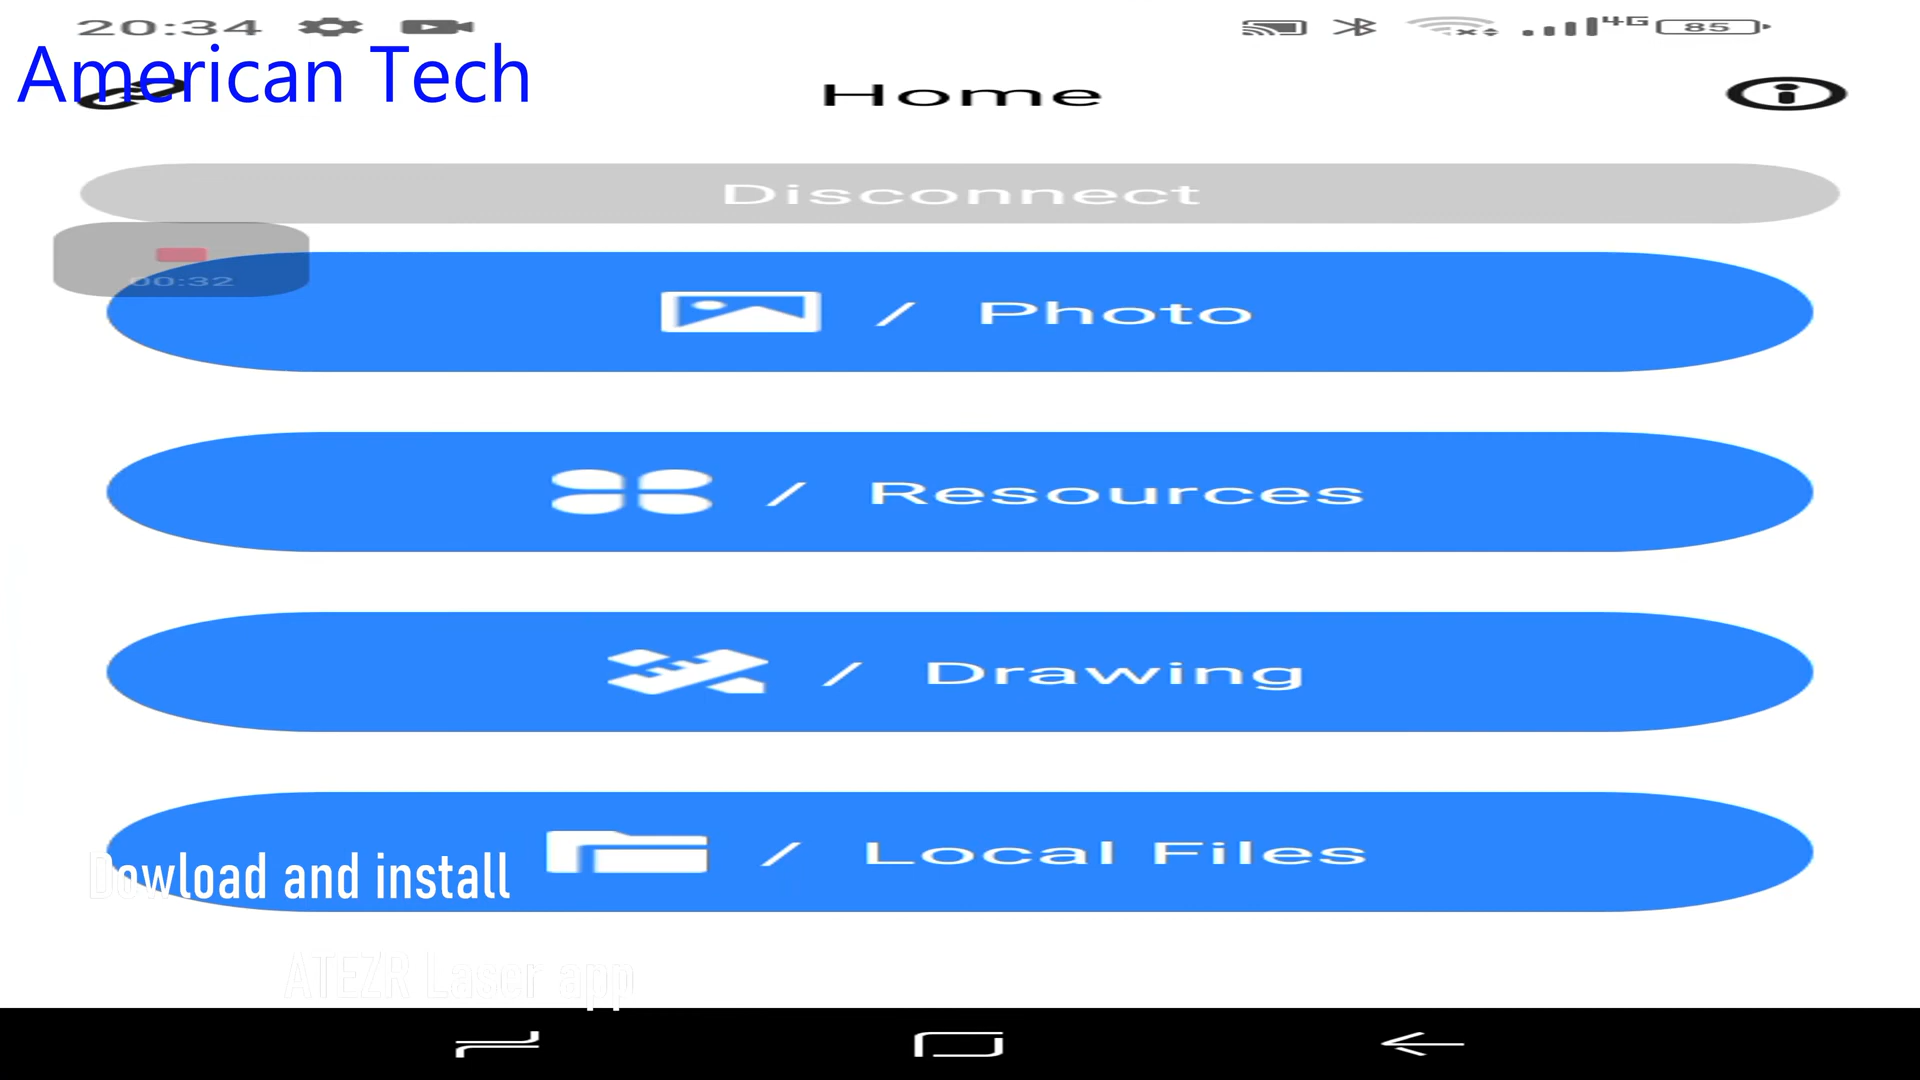 20:34
4G
85
American Tech
Home
Disconnect
00:32
/ Photo
/ Resources
/ Drawing
/ Local Files
Dowload and install
ATEZR Laser app